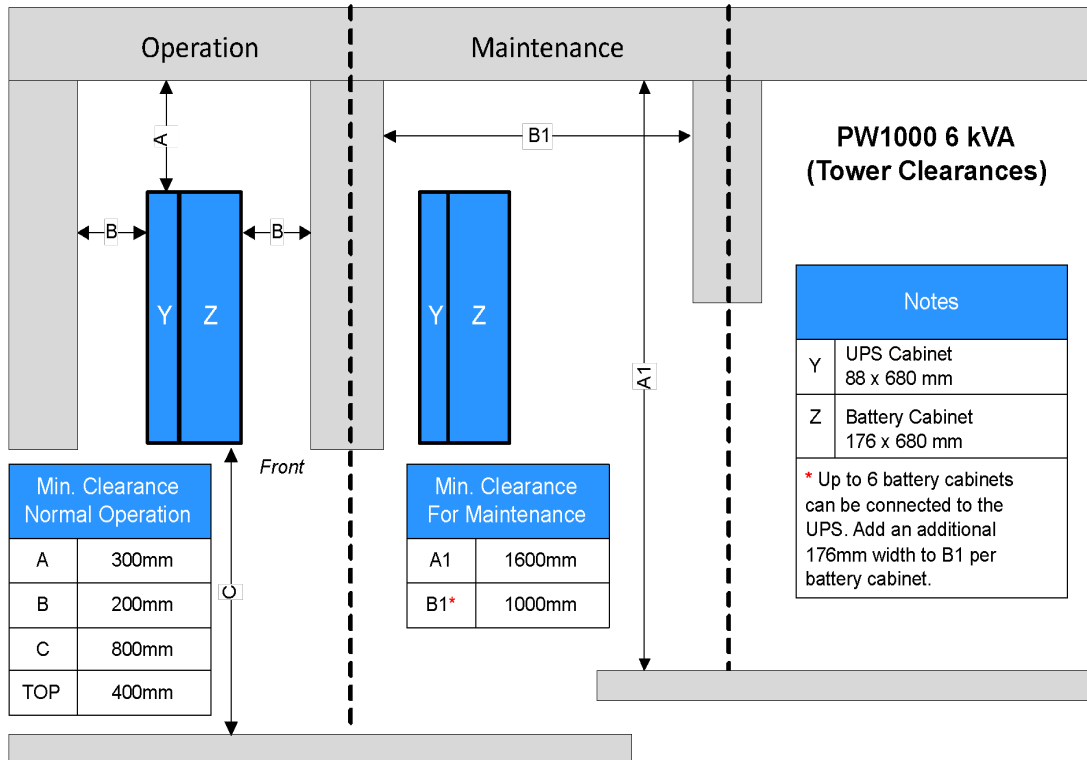 Operation
Maintenance
A
B1
PW1000 6 kVA
(Tower Clearances)
B
B
Y
Z
Y
Z
A1
C
Front
Min. Clearance
Normal Operation
A 300mm
B 200mm
C 800mm
TOP 400mm
Min. Clearance
For Maintenance
A1 1600mm
B1* 1000mm
Notes
Y UPS Cabinet
88 x 680 mm
Z Battery Cabinet
176 x 680 mm
* Up to 6 battery cabinets
can be connected to the
UPS. Add an additional
176mm width to B1 per
battery cabinet.